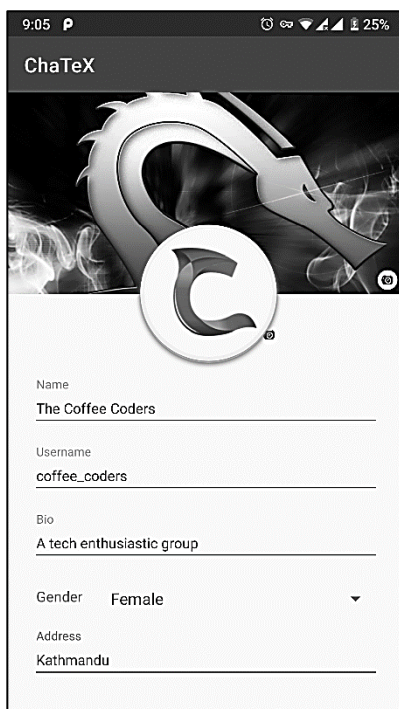 9:05 25%
ChaTeX
Name
The Coffee Coders
Username
coffee_coders
Bio
A tech enthusiastic group
Gender Female
Address
Kathmandu